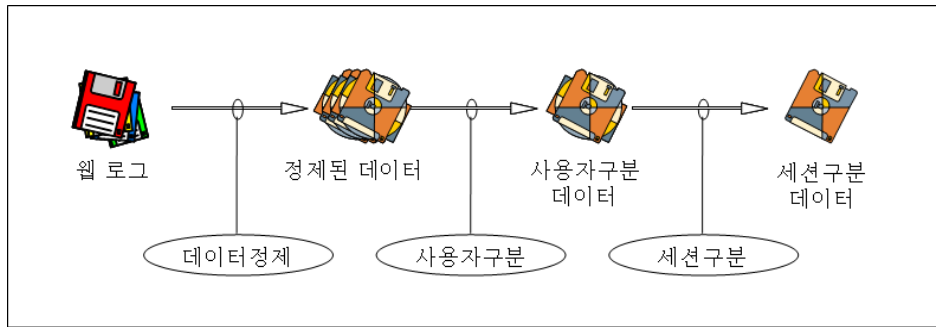 웹 로그
정제된 데이터
사용자구분
데이터
세션구분
데이터
데이터정제
사용자구분
세션구분